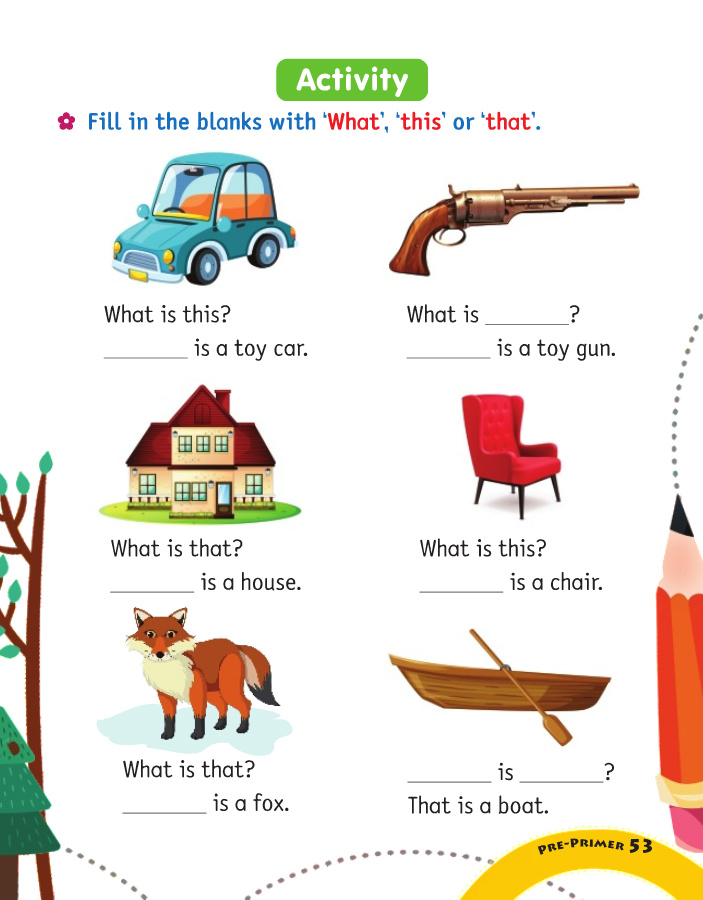 Activity
Fill in the blanks with ‘What’, ‘this’ or ‘that’.
What is this?
________ is a toy car.
What is ________?
________ is a toy gun.
What is that?
________ is a house.
What is this?
________ is a chair.
What is that?
________ is a fox.
________ is ________?
That is a boat.
PRE-PRIMER 53